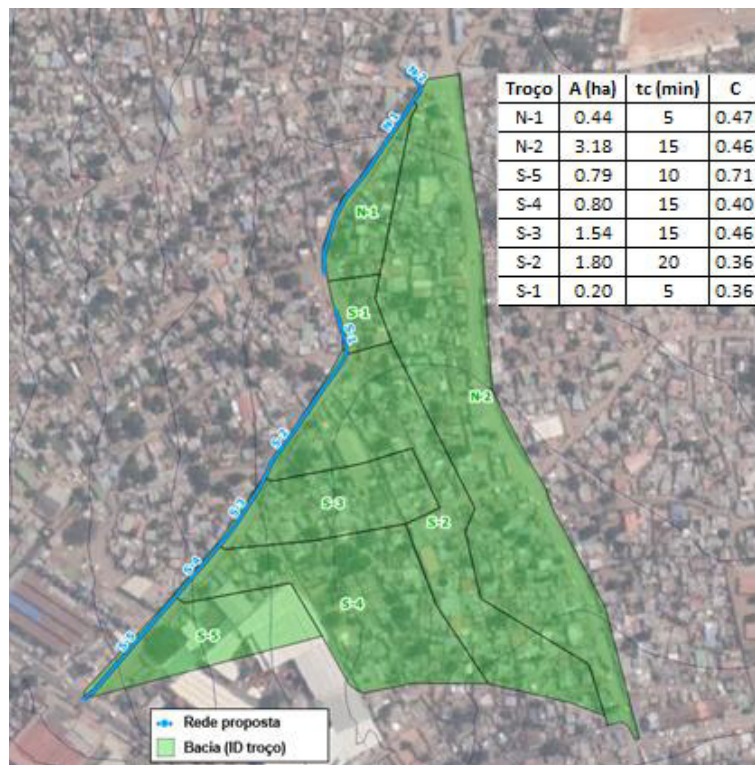 Troço A (ha) tc (min) C
N-1 0.44 5 0.47
N-2 3.18 15 0.46
S-5 0.79 10 0.71
S-4 0.80 15 0.40
S-3 1.54 15 0.46
S-2 1.80 20 0.36
S-1 0.20 5 0.36
N-2
N-1
N-1
S-1
S-1
N-2
S-2
S-3
S-3
S-2
S-4
S-4
S-5
S-5
Rede proposta
Bacia (ID troço)